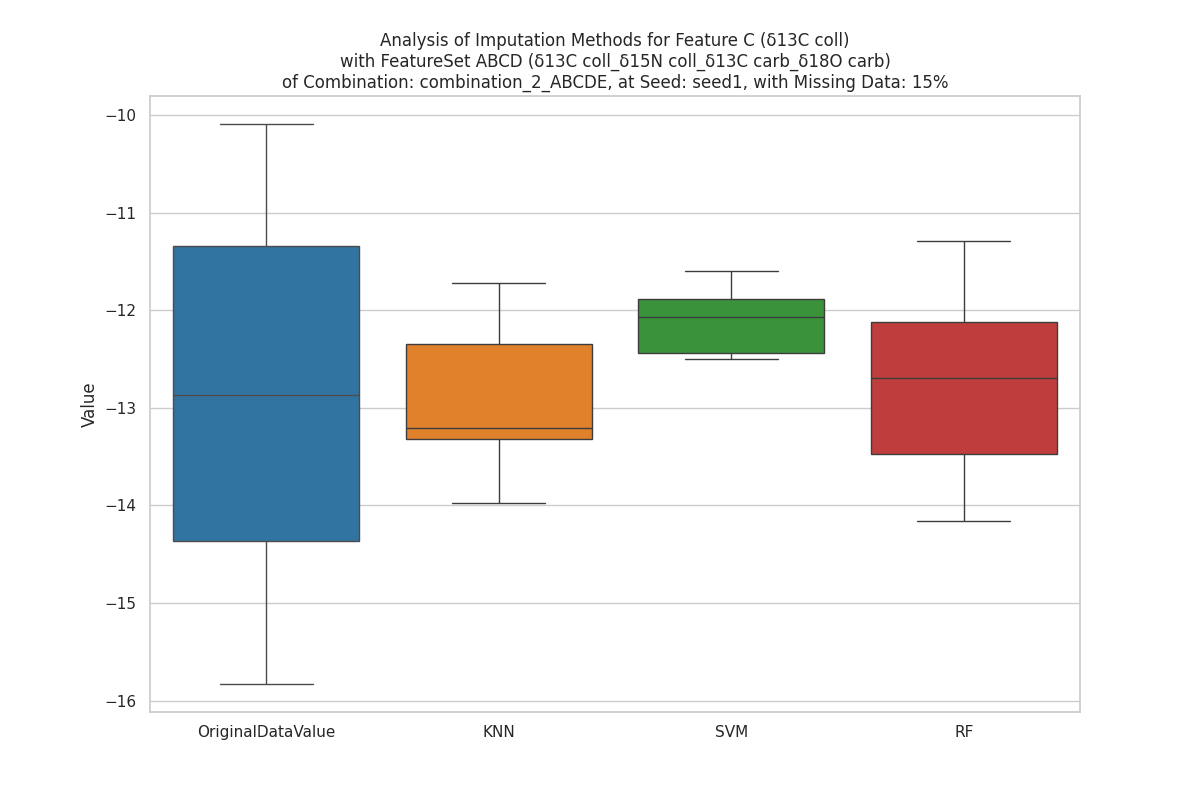 Analysis of Imputation Methods for Feature C (δ13C coll)
with FeatureSet ABCD (δ13C coll_δ15N coll_δ13C carb_δ18O carb)
of Combination: combination_2_ABCDE, at Seed: seed1, with Missing Data: 15%
−10
−11
−12
−13
−14
−15
−16
Value
OriginalDataValue
KNN
SVM
RF